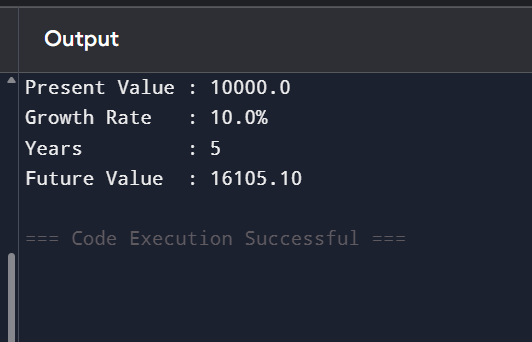 Output
Present Value : 10000.0
Growth Rate   : 10.0%
Years         : 5
Future Value  : 16105.10
=== Code Execution Successful ===